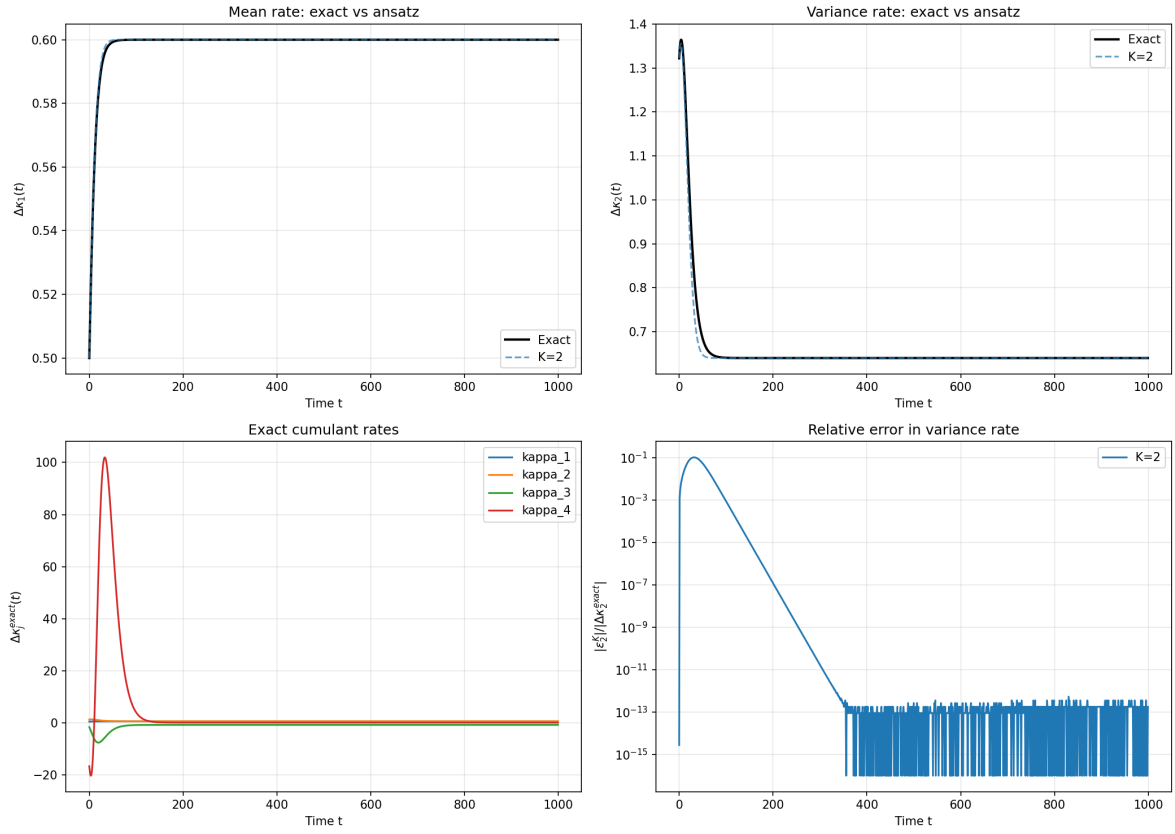 Mean rate: exact vs ansatz
Δκ₁(t)
0.60
0.58
0.56
0.54
0.52
0.50
Exact
K=2
0 200 400 600 800 1000
Time t
Variance rate: exact vs ansatz
Δκ₂(t)
1.4
1.3
1.2
1.1
1.0
0.9
0.8
0.7
Exact
K=2
0 200 400 600 800 1000
Time t
Exact cumulant rates
Δκⱼᵉˣᵃᶜᵗ(t)
100
80
60
40
20
0
−20
kappa_1
kappa_2
kappa_3
kappa_4
0 200 400 600 800 1000
Time t
Relative error in variance rate
|ε₂ᴷ|/|Δκ₂ᵉˣᵃᶜᵗ|
10⁻¹
10⁻³
10⁻⁵
10⁻⁷
10⁻⁹
10⁻¹¹
10⁻¹³
10⁻¹⁵
K=2
0 200 400 600 800 1000
Time t